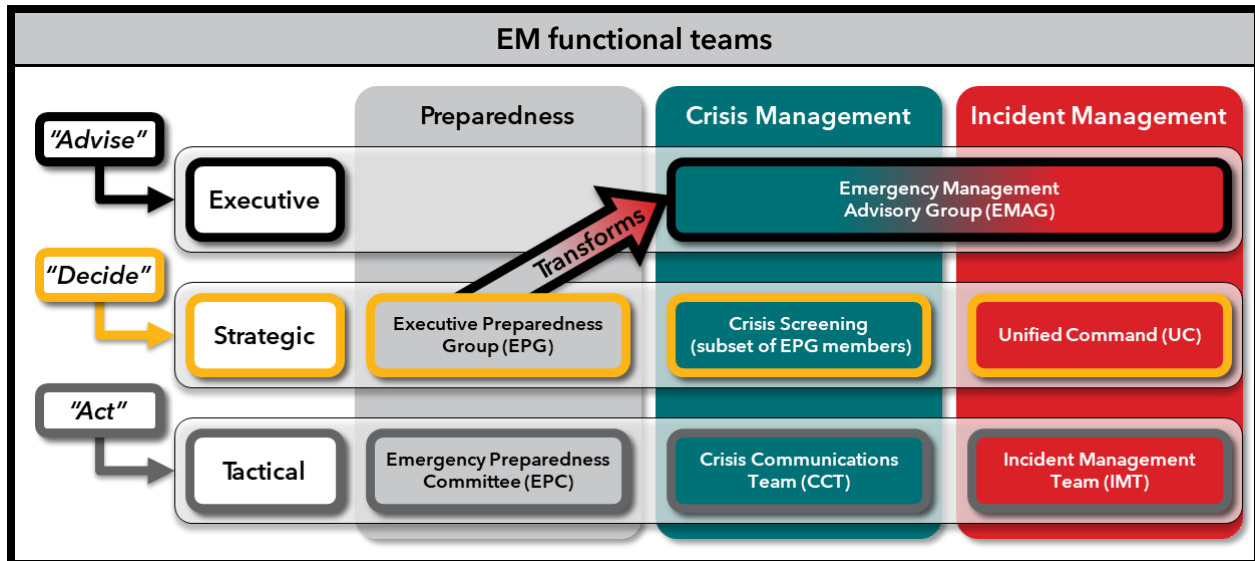 EM functional teams
Preparedness
Crisis Management
Incident Management
"Advise"
Executive
Emergency Management
Advisory Group (EMAG)
Transforms
"Decide"
Strategic
Executive Preparedness
Group (EPG)
Crisis Screening
(subset of EPG members)
Unified Command (UC)
"Act"
Tactical
Emergency Preparedness
Committee (EPC)
Crisis Communications
Team (CCT)
Incident Management
Team (IMT)